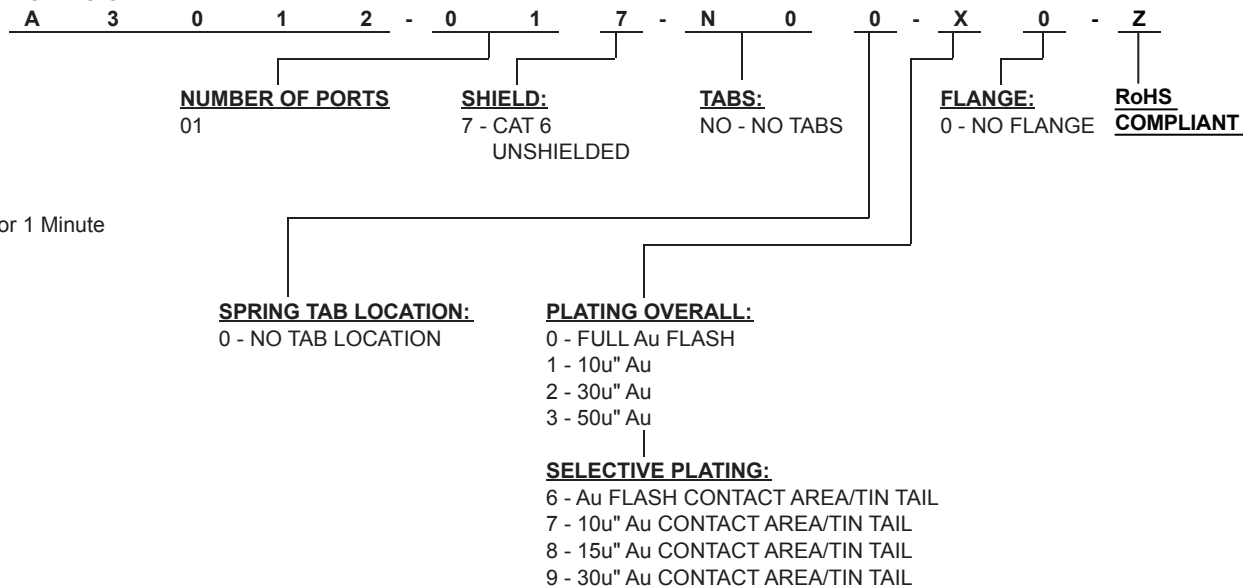 A 3 0 1 2 - 0 1 7 - N 0 0 - X 0 - Z
NUMBER OF PORTS
01
SHIELD:
7 - CAT 6
UNSHIELDED
TABS:
NO - NO TABS
FLANGE:
0 - NO FLANGE
RoHS
COMPLIANT
or 1 Minute
SPRING TAB LOCATION:
0 - NO TAB LOCATION
PLATING OVERALL:
0 - FULL Au FLASH
1 - 10u" Au
2 - 30u" Au
3 - 50u" Au
SELECTIVE PLATING:
6 - Au FLASH CONTACT AREA/TIN TAIL
7 - 10u" Au CONTACT AREA/TIN TAIL
8 - 15u" Au CONTACT AREA/TIN TAIL
9 - 30u" Au CONTACT AREA/TIN TAIL